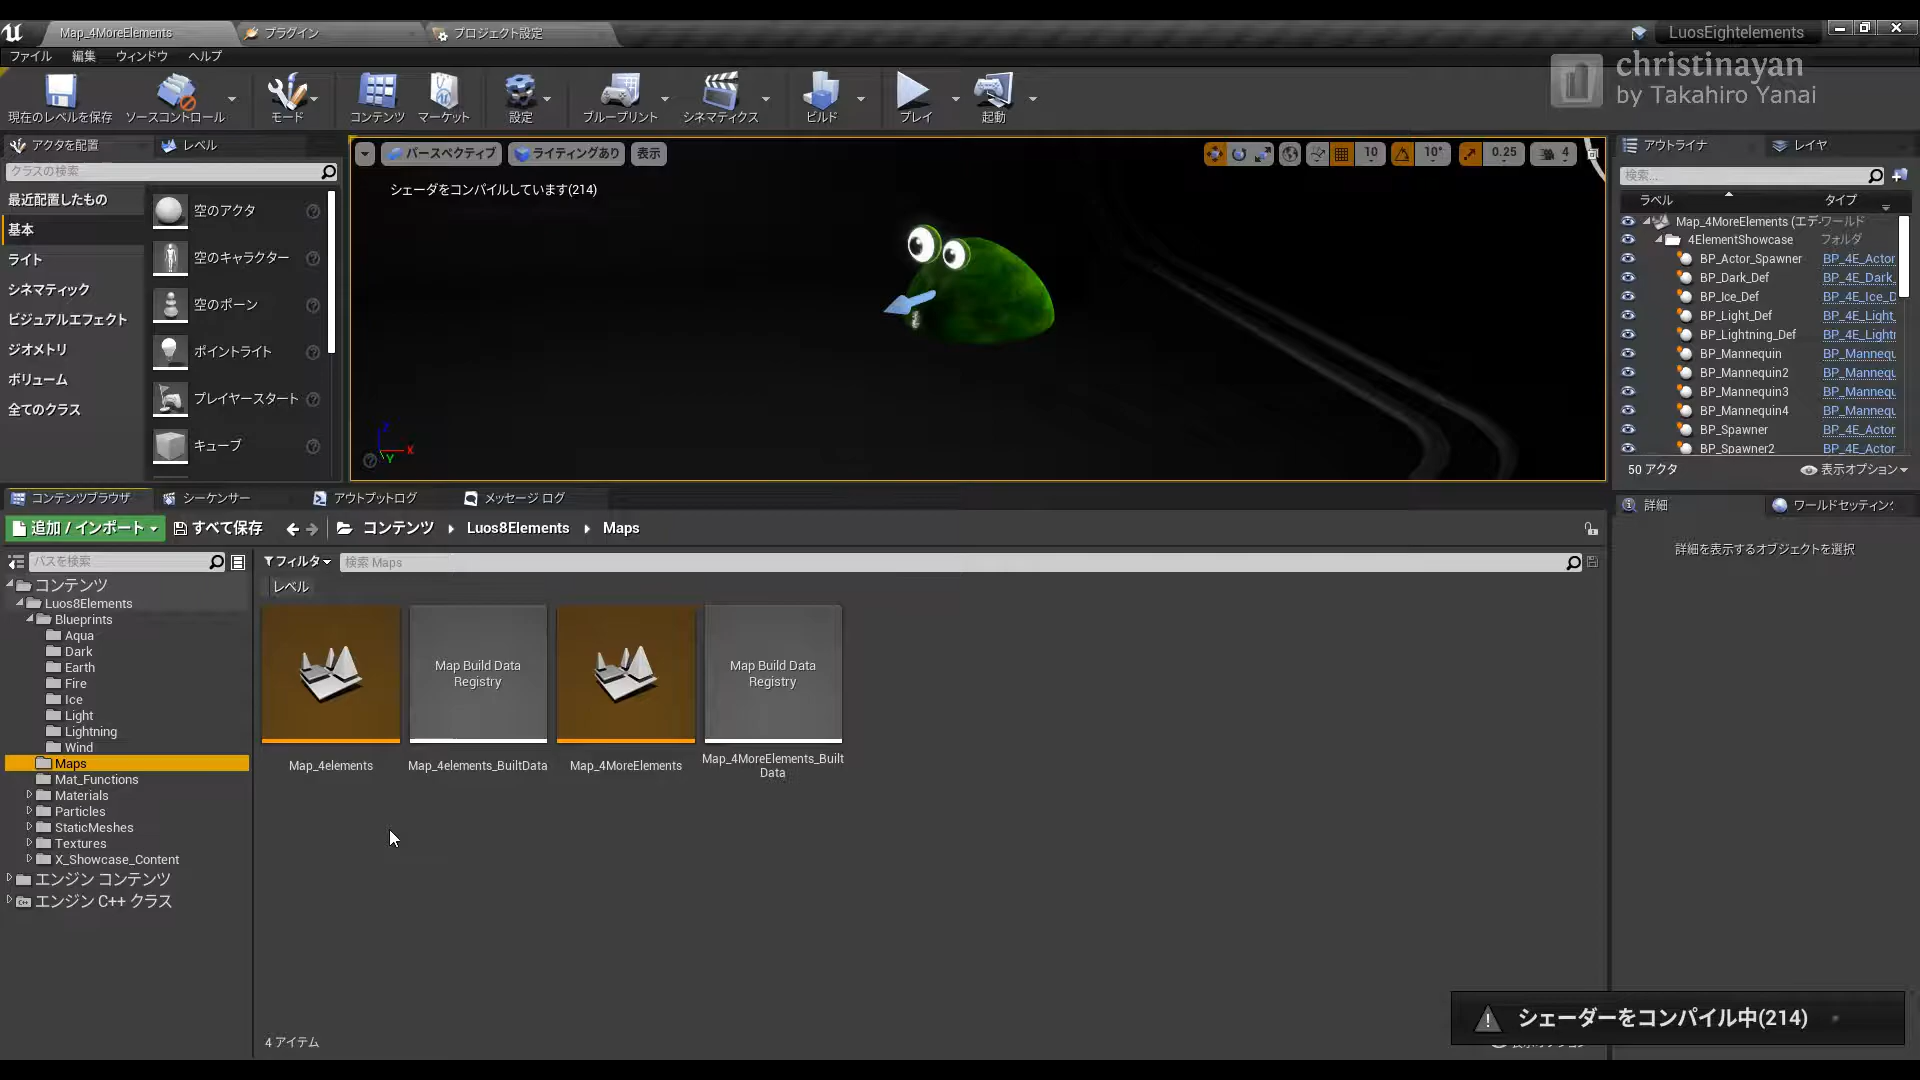 Map_4MoreElements
プラグイン
プロジェクト設定
LuosEightelements
ファイル 編集 ウィンドウ ヘルプ
christinayan
by Takahiro Yanai
現在のレベルを保存 ソースコントロール モード コンテンツ マーケット 設定 ブループリント シネマティクス ビルド プレイ 起動
アクタを配置 レベル
クラスの検索
最近配置したもの
基本
ライト
シネマティック
ビジュアルエフェクト
ジオメトリ
ボリューム
全てのクラス
空のアクタ
空のキャラクター
空のポーン
ポイントライト
プレイヤースタート
キューブ
パースペクティブ ライティングあり 表示
10 10° 0.25 4
シェーダをコンパイルしています(214)
Z
X
Y
アウトライナ レイヤ
検索...
ラベル タイプ
Map_4MoreElements (エデ ワールド
4ElementShowcase フォルダ
BP_Actor_Spawner BP_4E_Actor
BP_Dark_Def BP_4E_Dark_
BP_Ice_Def BP_4E_Ice_D
BP_Light_Def BP_4E_Light_
BP_Lightning_Def BP_4E_Lightr
BP_Mannequin BP_Mannequ
BP_Mannequin2 BP_Mannequ
BP_Mannequin3 BP_Mannequ
BP_Mannequin4 BP_Mannequ
BP_Spawner BP_4E_Actor
BP_Spawner2 BP_4E_Actor
50 アクタ 表示オプション
詳細 ワールドセッティング
詳細を表示するオブジェクトを選択
コンテンツブラウザ シーケンサー アウトプットログ メッセージ ログ
追加 / インポート すべて保存 コンテンツ Luos8Elements Maps
パスを検索
フィルタ 検索 Maps
レベル
コンテンツ
Luos8Elements
Blueprints
Aqua
Dark
Earth
Fire
Ice
Light
Lightning
Wind
Maps
Mat_Functions
Materials
Particles
StaticMeshes
Textures
X_Showcase_Content
エンジン コンテンツ
エンジン C++ クラス
Map Build Data
Registry
Map Build Data
Registry
Map_4elements
Map_4elements_BuiltData
Map_4MoreElements
Map_4MoreElements_Built
Data
4 アイテム
シェーダーをコンパイル中(214)